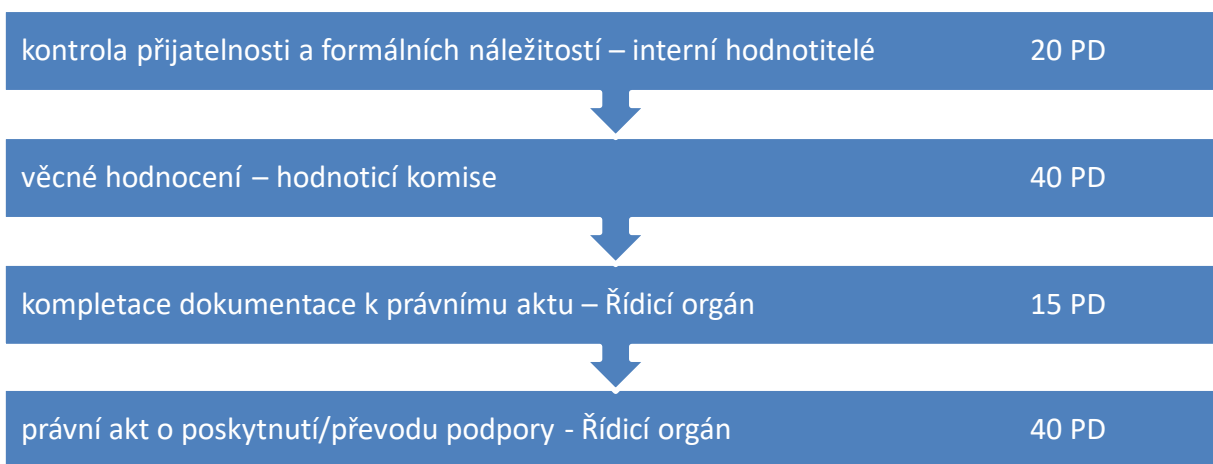 kontrola přijatelnosti a formálních náležitostí – interní hodnotitelé 20 PD
věcné hodnocení – hodnoticí komise 40 PD
kompletace dokumentace k právnímu aktu – Řídicí orgán 15 PD
právní akt o poskytnutí/převodu podpory - Řídicí orgán 40 PD